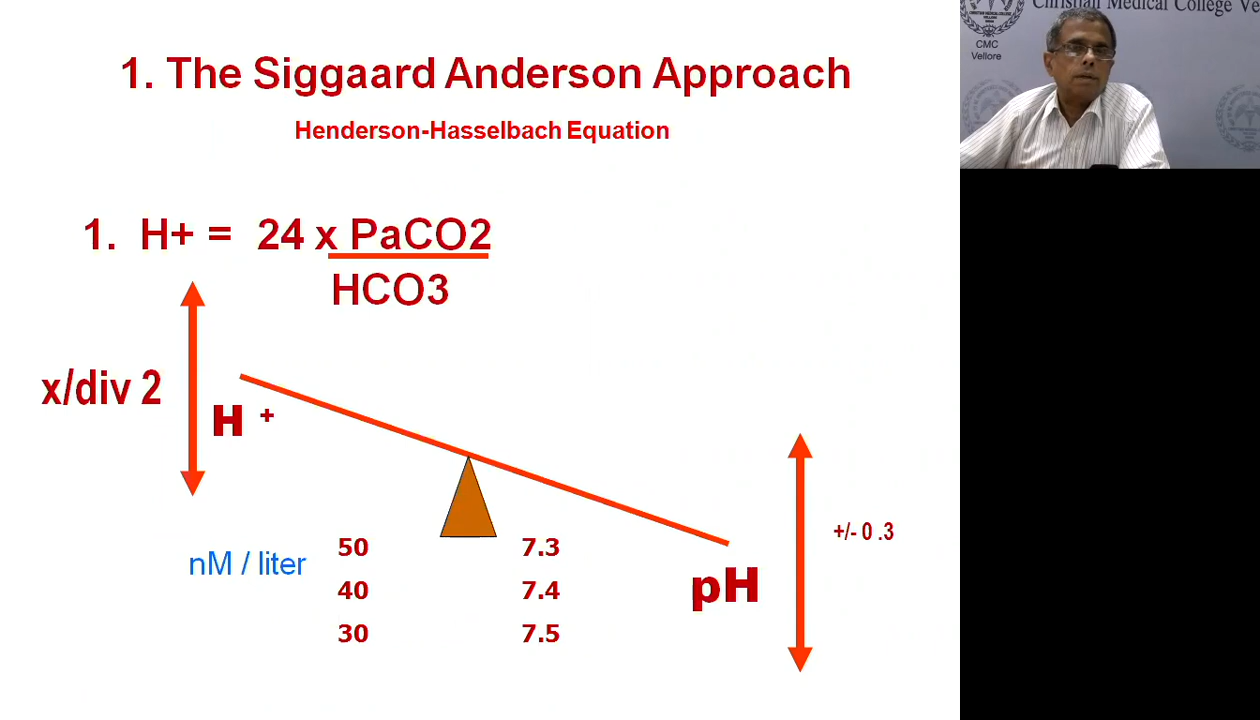 1. The Siggaard Anderson Approach
Henderson-Hasselbach Equation
1. H+ = 24 x PaCO2
HCO3
x/div 2
H +
nM / liter
50 7.3
40 7.4
30 7.5
pH
+/- 0 .3
Christian Medical College Ve
CMC
Vellore